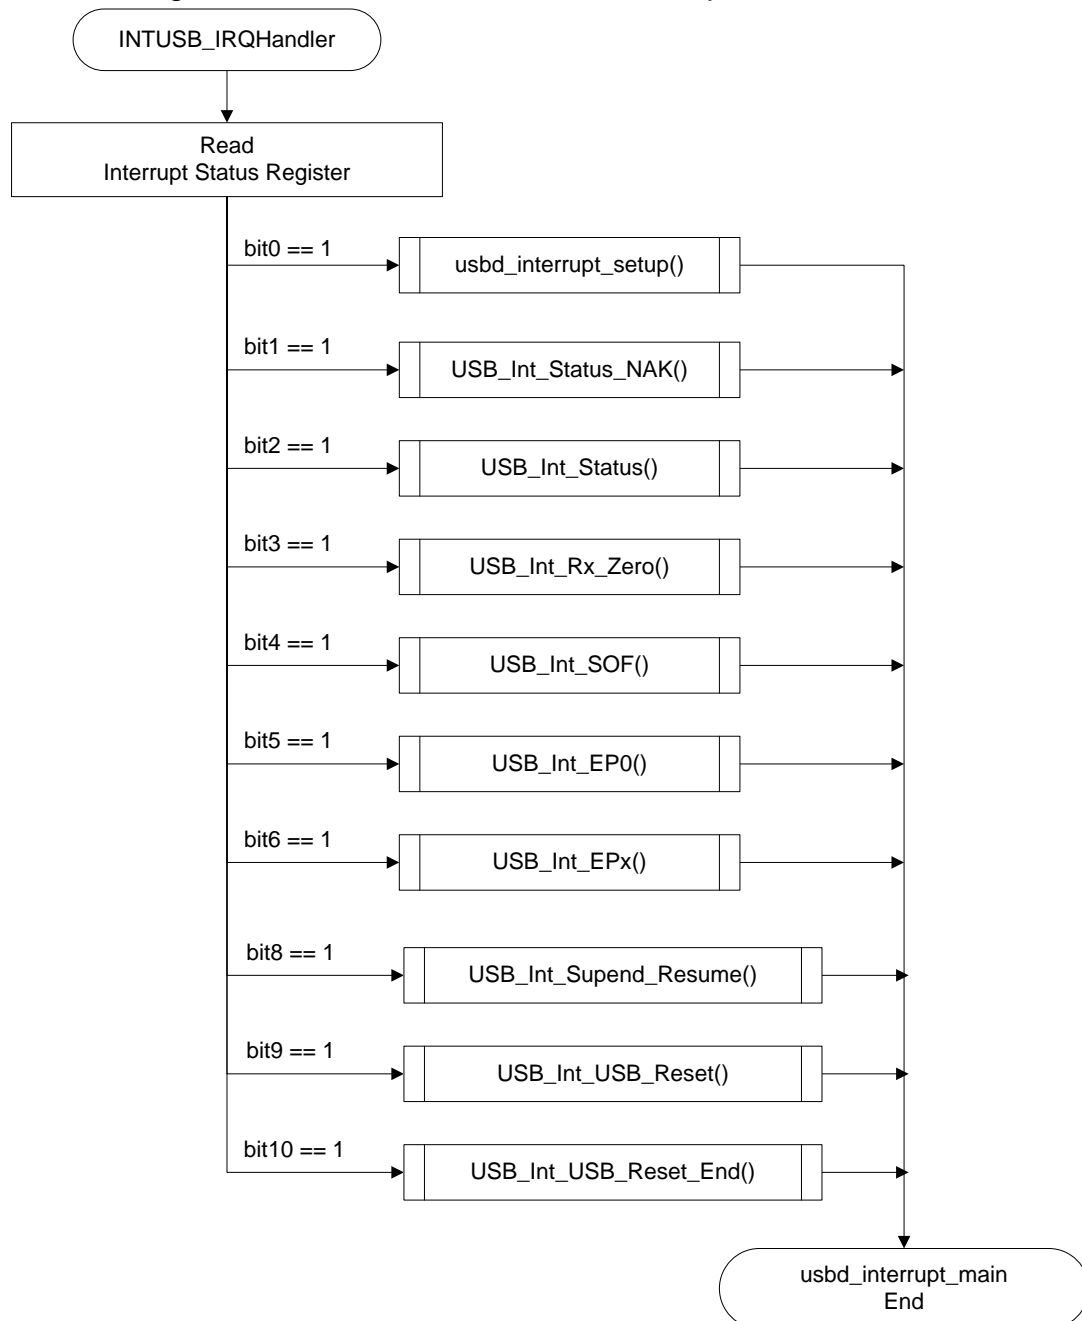 INTUSB_IRQHandler
Read
Interrupt Status Register
bit0 == 1
usbd_interrupt_setup()
bit1 == 1
USB_Int_Status_NAK()
bit2 == 1
USB_Int_Status()
bit3 == 1
USB_Int_Rx_Zero()
bit4 == 1
USB_Int_SOF()
bit5 == 1
USB_Int_EP0()
bit6 == 1
USB_Int_EPx()
bit8 == 1
USB_Int_Supend_Resume()
bit9 == 1
USB_Int_USB_Reset()
bit10 == 1
USB_Int_USB_Reset_End()
usbd_interrupt_main
End